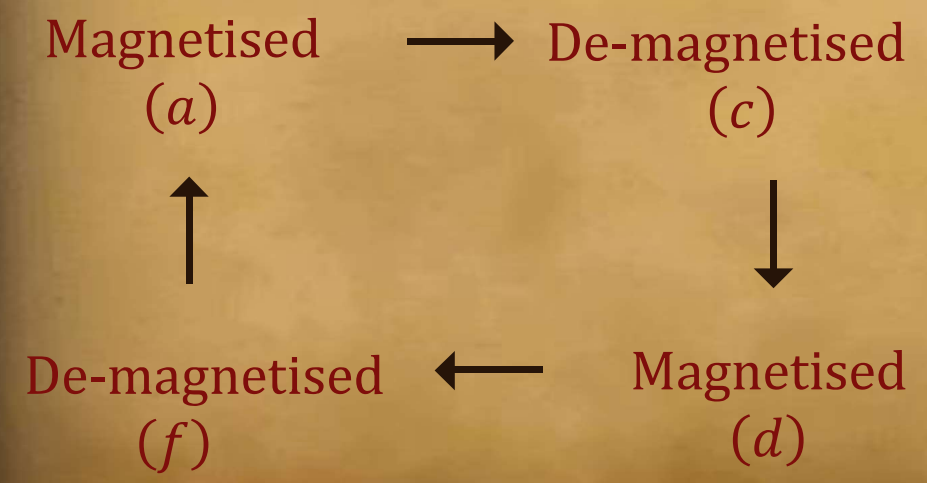 Magnetised
(a)
De-magnetised
(c)
De-magnetised
(f)
Magnetised
(d)